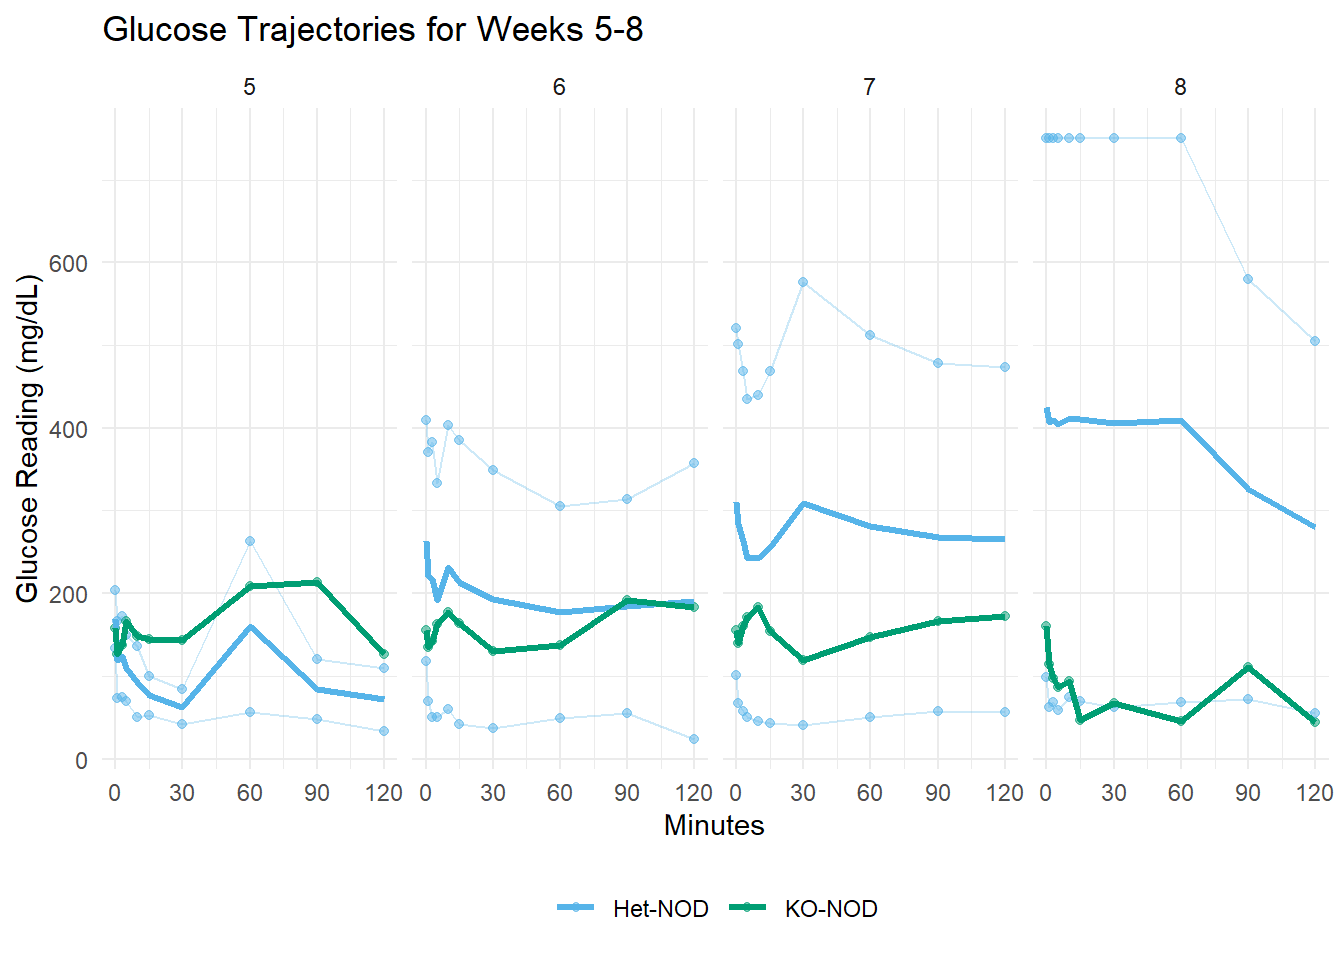 Glucose Trajectories for Weeks 5-8
5 6 7 8
Glucose Reading (mg/dL)
600
400
200
0
0 30 60 90 120 0 30 60 90 120 0 30 60 90 120 0 30 60 90 120
Minutes
Het-NOD KO-NOD